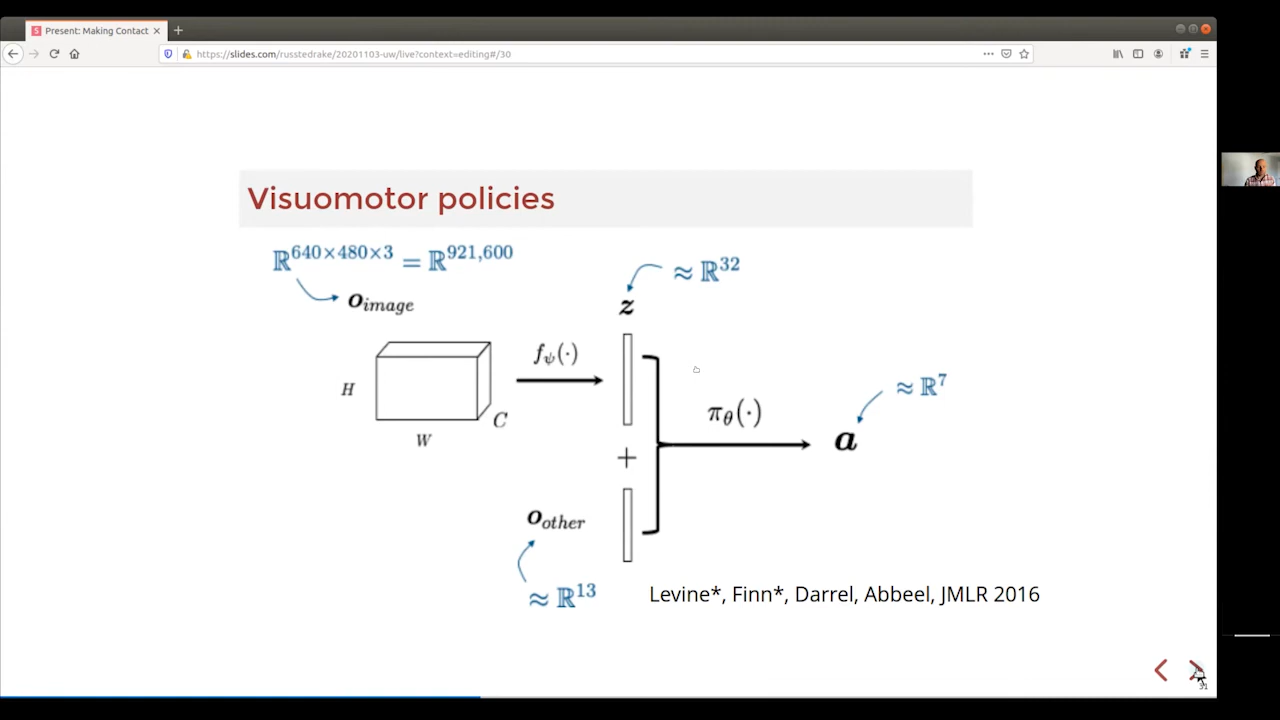 Present: Making Contact
https://slides.com/russtedrake/20201103-uw/live?context=editing#/30
Visuomotor policies
ℝ^{640×480×3} = ℝ^{921,600}
≈ ℝ^{32}
o_{image}
z
f_ψ(·)
H
W
C
≈ ℝ^7
π_θ(·)
a
+
o_{other}
≈ ℝ^{13}
Levine*, Finn*, Darrel, Abbeel, JMLR 2016
31